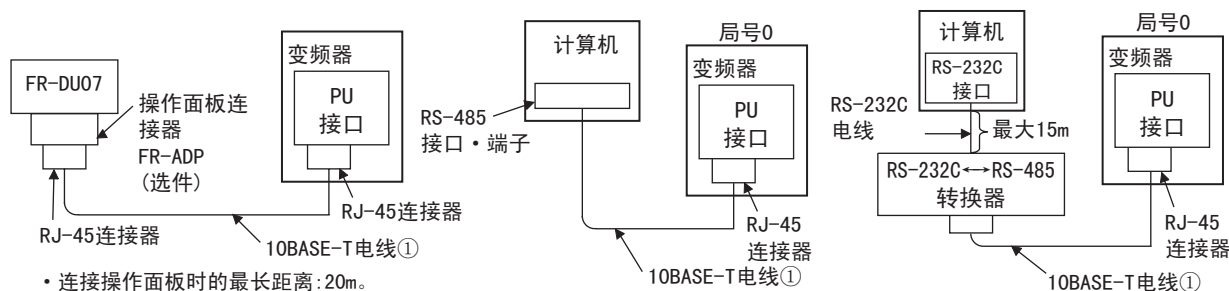 FR-DU07
操作面板连
接器
FR-ADP
(选件)
变频器
PU
接口
RJ-45连接器
RJ-45连接器
10BASE-T电线①
・连接操作面板时的最长距离:20m。
计算机
RS-485
接口・端子
局号0
变频器
PU
接口
RJ-45
连接器
10BASE-T电线①
计算机
RS-232C
接口
RS-232C
电线
最大15m
RS-232C↔RS-485
转换器
局号0
变频器
PU
接口
RJ-45
连接器
10BASE-T电线①